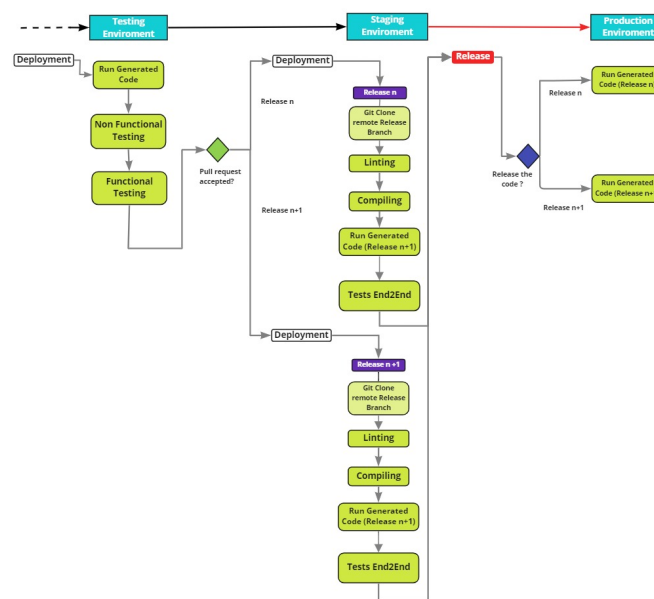 Testing
Enviroment
Staging
Enviroment
Production
Enviroment
Deployment
Run Generated
Code
Non Functional
Testing
Functional
Testing
Pull request
accepted?
Release n
Release n+1
Deployment
Release n
Git Clone
remote Release
Branch
Linting
Compiling
Run Generated
Code (Release n+1)
Tests End2End
Deployment
Release n +1
Git Clone
remote Release
Branch
Linting
Compiling
Run Generated
Code (Release n+1)
Tests End2End
Release
Release the
code ?
Release n
Release n+1
Run Generated
Code (Release n
Run Generated
Code (Release n+